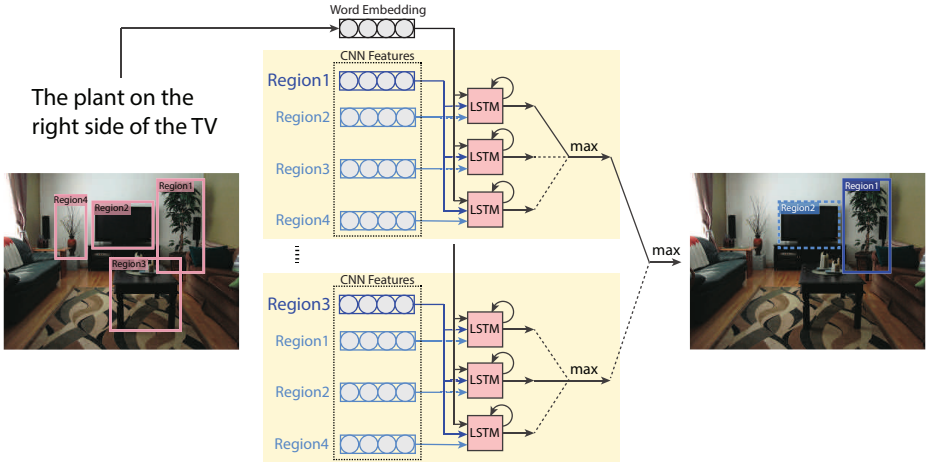 Word Embedding
The plant on the
right side of the TV
CNN Features
Region1
Region2
Region3
Region4
LSTM
LSTM
LSTM
max
Region4
Region2
Region1
Region3
max
Region2
Region1
CNN Features
Region3
Region1
Region2
Region4
LSTM
LSTM
LSTM
max